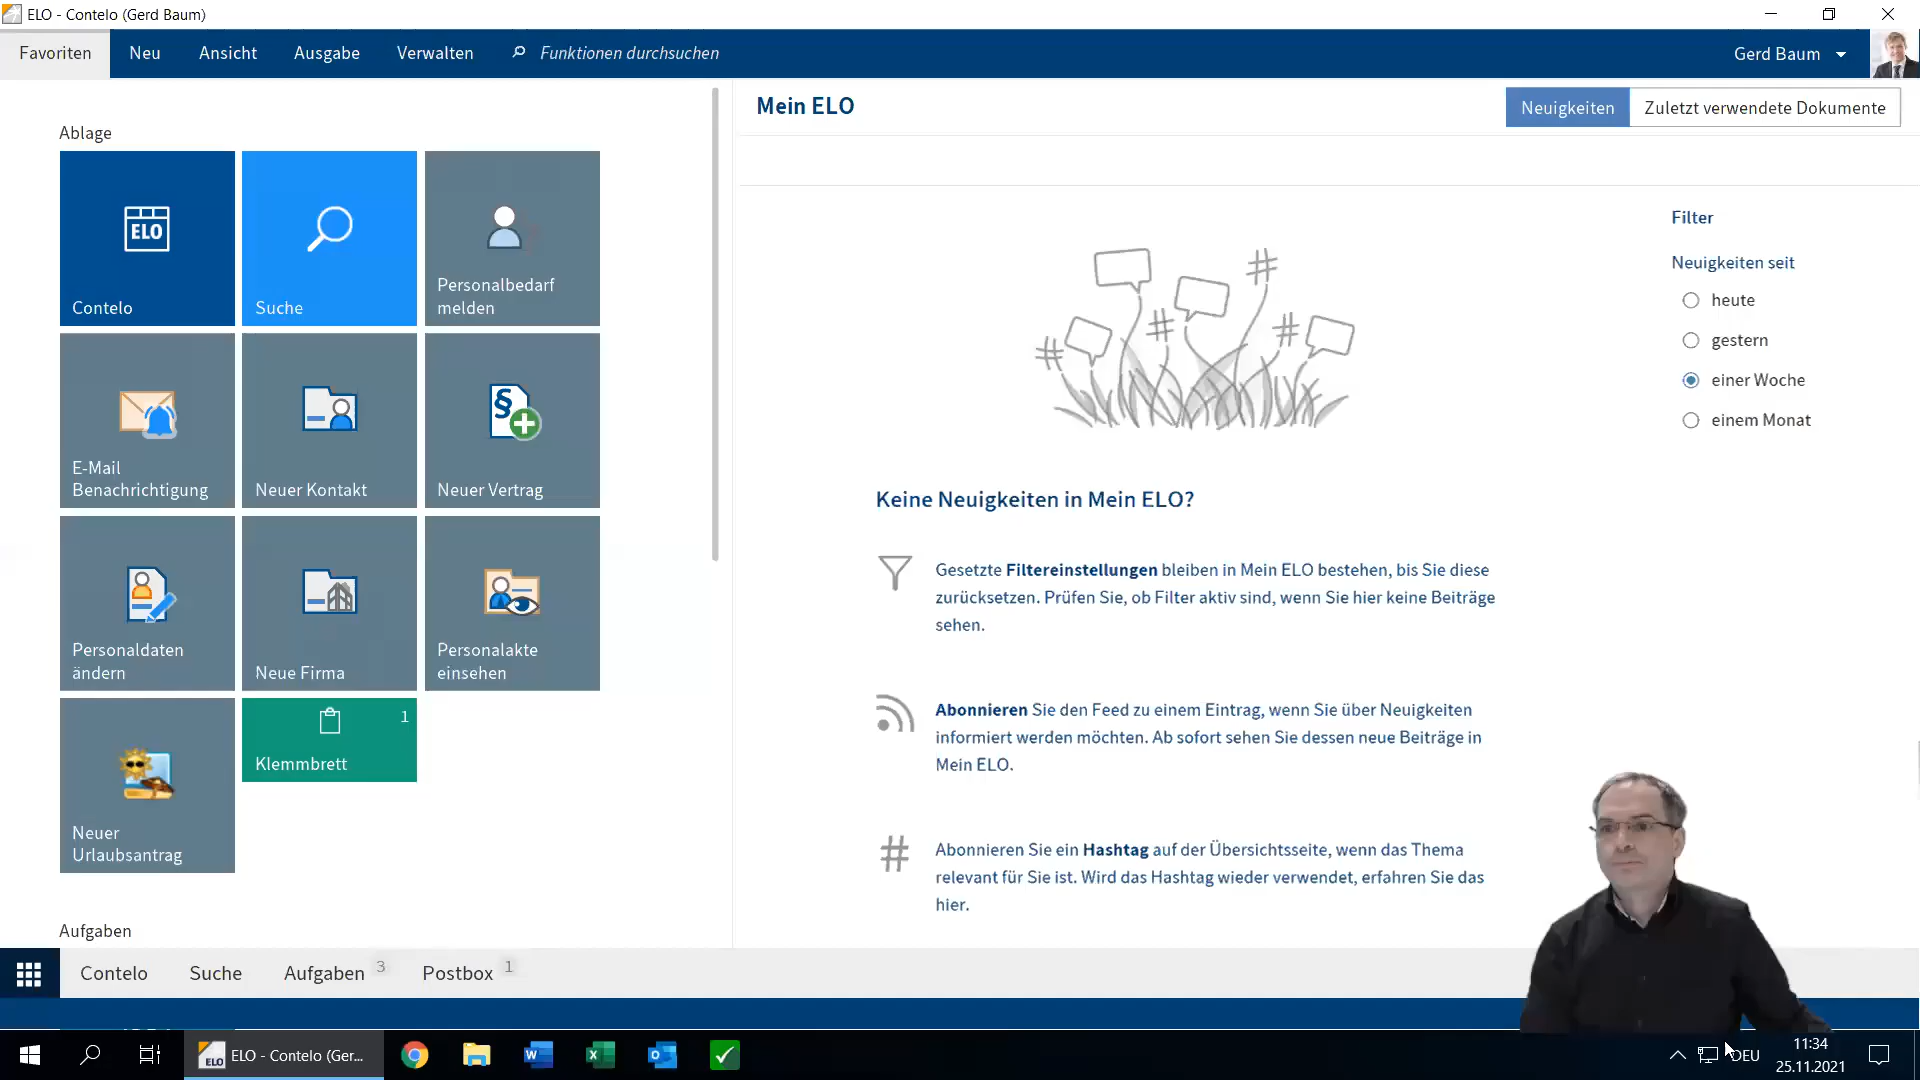 ELO - Contelo (Gerd Baum)
Favoriten
Neu
Ansicht
Ausgabe
Verwalten
Funktionen durchsuchen
Gerd Baum
Ablage
ELO
Contelo
Suche
Personalbedarf
melden
E-Mail
Benachrichtigung
Neuer Kontakt
§
Neuer Vertrag
Personaldaten
ändern
Neue Firma
Personalakte
einsehen
Neuer
Urlaubsantrag
1
Klemmbrett
Aufgaben
Mein ELO
Neuigkeiten
Zuletzt verwendete Dokumente
Filter
Neuigkeiten seit
heute
gestern
einer Woche
einem Monat
# # # #
Keine Neuigkeiten in Mein ELO?
Gesetzte Filtereinstellungen bleiben in Mein ELO bestehen, bis Sie diese
zurücksetzen. Prüfen Sie, ob Filter aktiv sind, wenn Sie hier keine Beiträge
sehen.
Abonnieren Sie den Feed zu einem Eintrag, wenn Sie über Neuigkeiten
informiert werden möchten. Ab sofort sehen Sie dessen neue Beiträge in
Mein ELO.
#
Abonnieren Sie ein Hashtag auf der Übersichtsseite, wenn das Thema
relevant für Sie ist. Wird das Hashtag wieder verwendet, erfahren Sie das
hier.
Contelo
Suche
Aufgaben 3
Postbox 1
ELO - Contelo (Ger...
DEU
11:34
25.11.2021